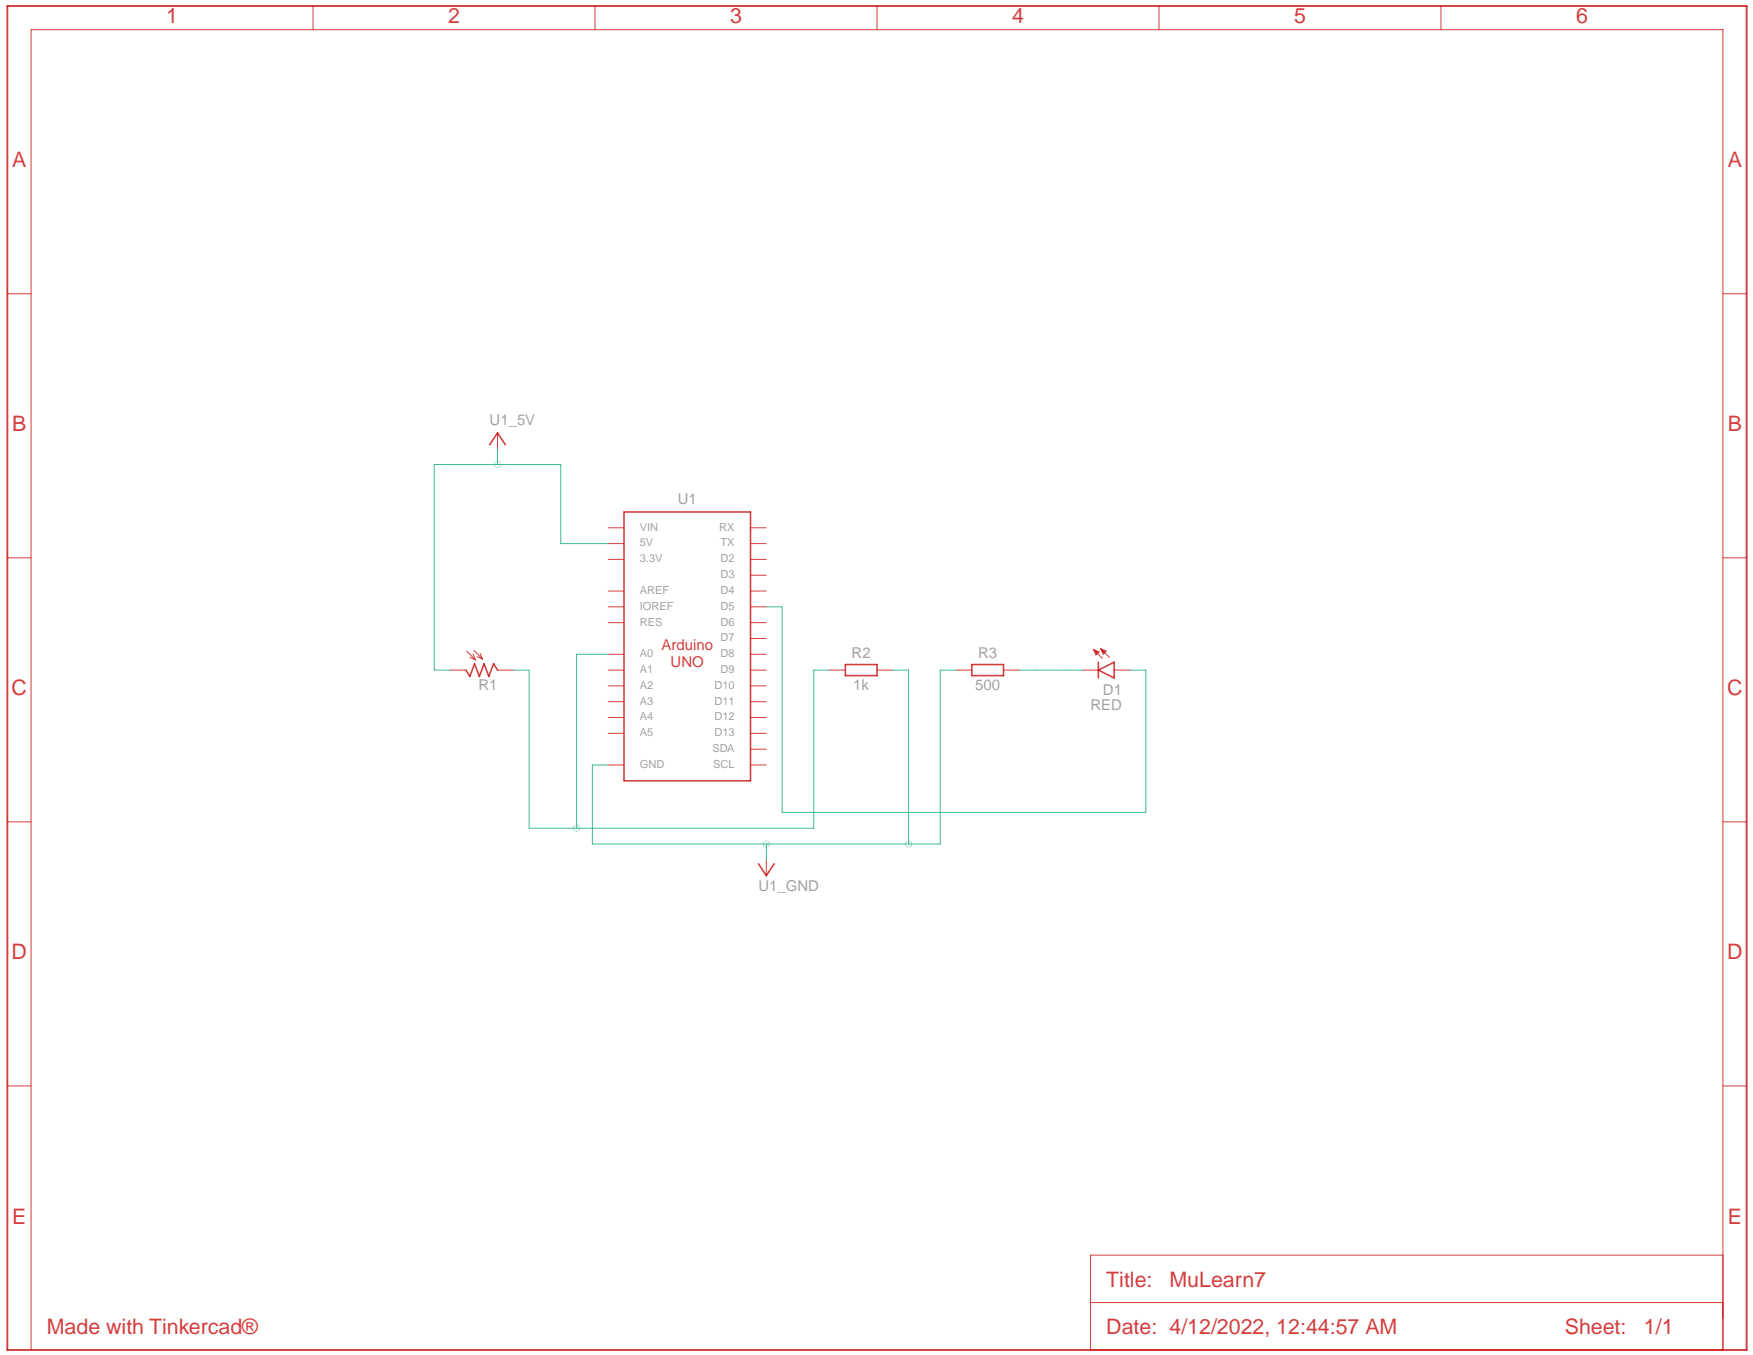 1 2 3 4 5 6
A A
B B
U1_5V
U1
VIN RX
5V TX
3.3V D2
D3
AREF D4
IOREF D5
RES D6
D7
Arduino
UNO
A0 D8
A1 D9
A2 D10
A3 D11
A4 D12
A5 D13
SDA
GND SCL
R1
R2
1k
R3
500
D1
RED
C C
U1_GND
D D
E E
Title: MuLearn7
Made with Tinkercad®
Date: 4/12/2022, 12:44:57 AM Sheet: 1/1